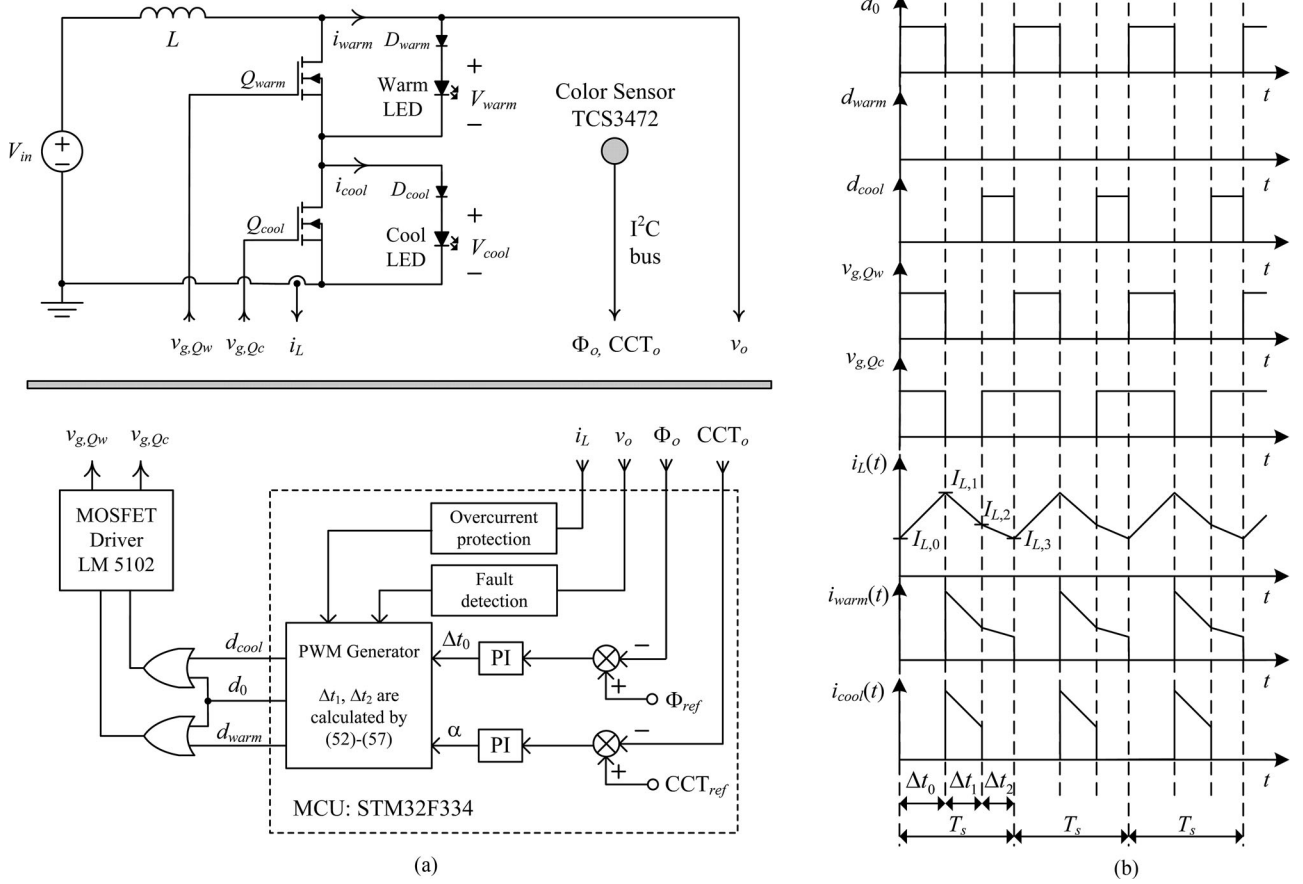 L
i_warm
D_warm
Q_warm
Warm
LED
+
V_warm
−
Color Sensor
TCS3472
V_in
+
−
i_cool
D_cool
Q_cool
Cool
LED
+
V_cool
−
I²C
bus
v_g,Qw
v_g,Qc
i_L
Φ_o, CCT_o
v_o
v_g,Qw
v_g,Qc
i_L
v_o
Φ_o
CCT_o
MOSFET
Driver
LM 5102
Overcurrent
protection
Fault
detection
d_cool
d_0
d_warm
PWM Generator
Δt_1, Δt_2 are
calculated by
(52)-(57)
Δt_0
PI
−
+
Φ_ref
α
PI
−
+
CCT_ref
MCU: STM32F334
(a)
d_0
t
d_warm
t
d_cool
t
v_g,Qw
t
v_g,Qc
t
i_L(t)
I_L,1
I_L,2
I_L,0
I_L,3
t
i_warm(t)
t
i_cool(t)
t
Δt_0
Δt_1
Δt_2
T_s
T_s
T_s
(b)